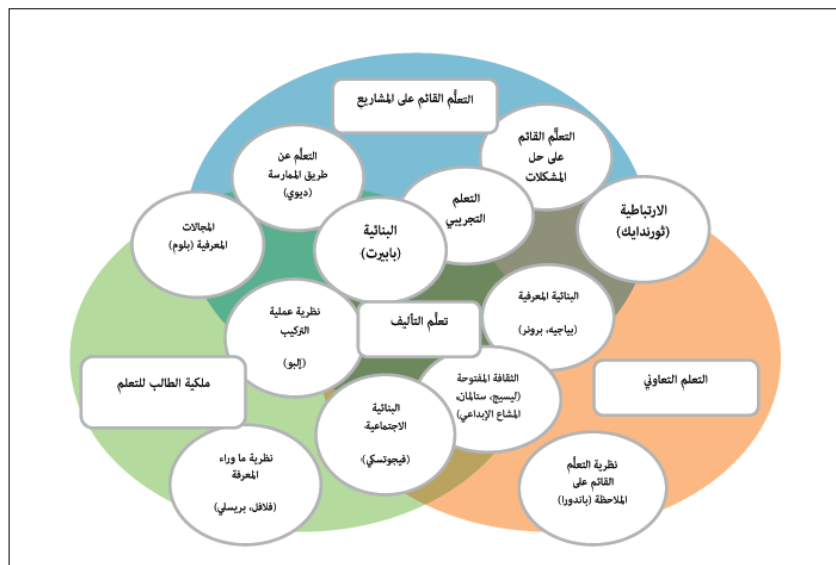 التعلُّم القائم على المشاريع
التعلُّم القائم
على حل
المشكلات
التعلُّم عن
طريق الممارسة
(ديوي)
التعلم
التجريبي
الارتباطية
(ثورندايك)
البنائية
(بابيرت)
المجالات
المعرفية (بلوم)
البنائية المعرفية
(بياجيه، برونر)
نظرية عملية
التركيب
(إلبو)
تعلُّم التأليف
الثقافة المفتوحة
(ليسيج، ستالمان،
المشاع الإبداعي)
التعلم التعاوني
ملكية الطالب للتعلم
البنائية
الاجتماعية
(فيجوتسكي)
نظرية التعلُّم
القائم على
الملاحظة (باندورا)
نظرية ما وراء
المعرفة
(فلافل، بريسلي)